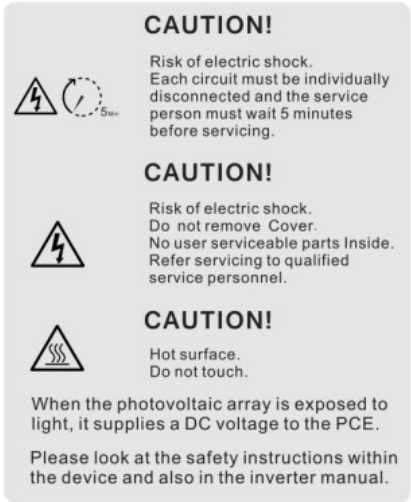 CAUTION!
Risk of electric shock.
Each circuit must be individually
disconnected and the service
person must wait 5 minutes
before servicing.
5Min
CAUTION!
Risk of electric shock.
Do not remove Cover.
No user serviceable parts Inside.
Refer servicing to qualified
service personnel.
CAUTION!
Hot surface.
Do not touch.
When the photovoltaic array is exposed to
light, it supplies a DC voltage to the PCE.
Please look at the safety instructions within
the device and also in the inverter manual.